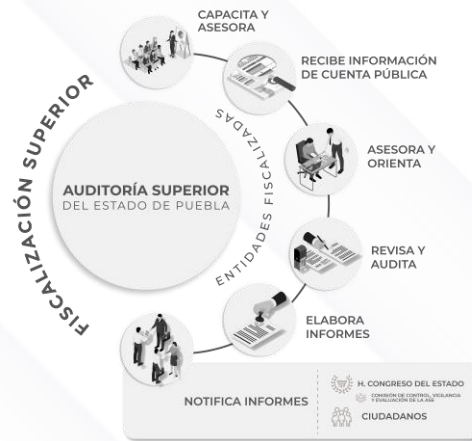 CAPACITA Y
ASESORA
RECIBE INFORMACIÓN
DE CUENTA PÚBLICA
FISCALIZACIÓN SUPERIOR
ENTIDADES FISCALIZADAS
AUDITORÍA SUPERIOR
DEL ESTADO DE PUEBLA
ASESORA Y
ORIENTA
REVISA Y
AUDITA
ELABORA
INFORMES
NOTIFICA INFORMES
H. CONGRESO DEL ESTADO
COMISIÓN DE CONTROL, VIGILANCIA
Y EVALUACIÓN DE LA ASE
CIUDADANOS